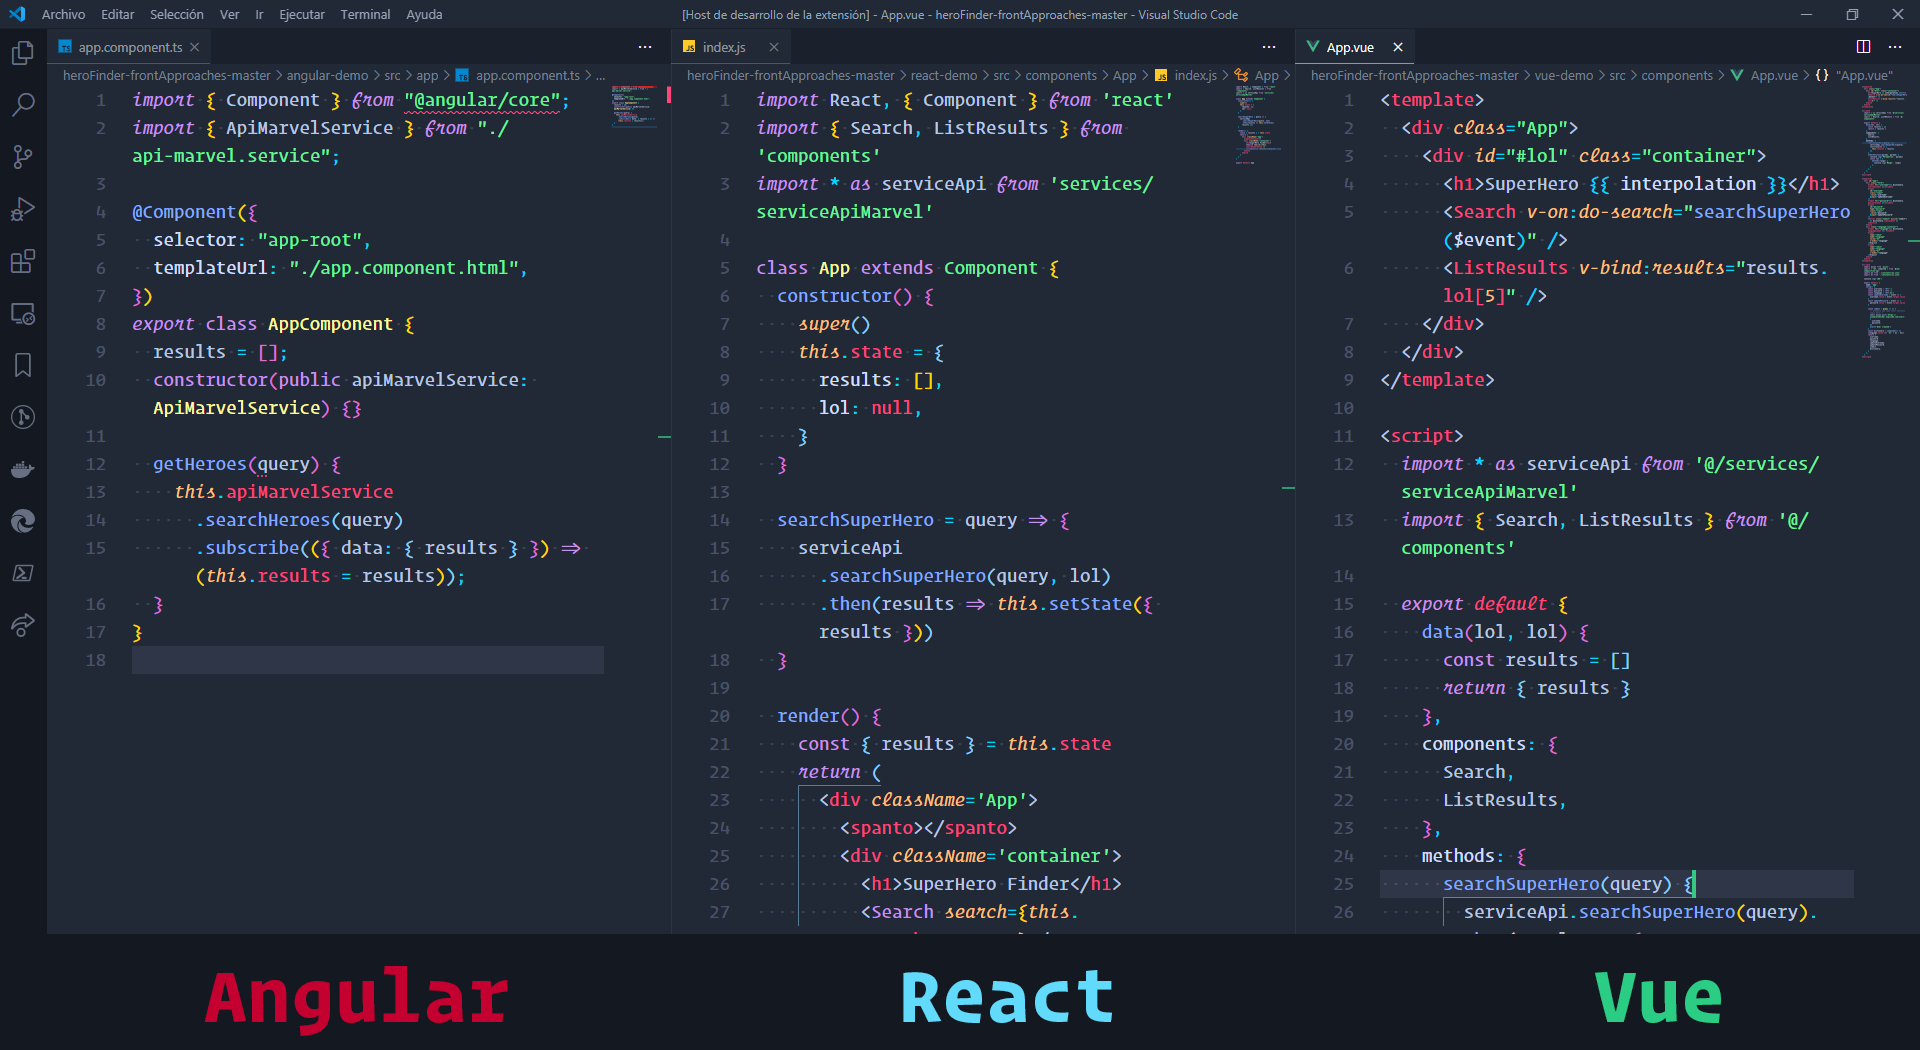 Archivo Editar Selección Ver Ir Ejecutar Terminal Ayuda
[Host de desarrollo de la extensión] - App.vue - heroFinder-frontApproaches-master - Visual Studio Code
TS app.component.ts
heroFinder-frontApproaches-master > angular-demo > src > app > TS app.component.ts > ...
1 import { Component } from "@angular/core";
2 import { ApiMarvelService } from "./
api-marvel.service";
3
4 @Component({
5 selector: "app-root",
6 templateUrl: "./app.component.html",
7 })
8 export class AppComponent {
9 results = [];
10 constructor(public apiMarvelService:
ApiMarvelService) {}
11
12 getHeroes(query) {
13 this.apiMarvelService
14 .searchHeroes(query)
15 .subscribe(({ data: { results } }) =>
(this.results = results));
16 }
17 }
18
JS index.js
heroFinder-frontApproaches-master > react-demo > src > components > App > JS index.js > App >
1 import React, { Component } from 'react'
2 import { Search, ListResults } from
'components'
3 import * as serviceApi from 'services/
serviceApiMarvel'
4
5 class App extends Component {
6 constructor() {
7 super()
8 this.state = {
9 results: [],
10 lol: null,
11 }
12 }
13
14 searchSuperHero = query => {
15 serviceApi
16 .searchSuperHero(query, lol)
17 .then(results => this.setState({
results }))
18 }
19
20 render() {
21 const { results } = this.state
22 return (
23 <div className='App'>
24 <spanto></spanto>
25 <div className='container'>
26 <h1>SuperHero Finder</h1>
27 <Search search={this.
App.vue
heroFinder-frontApproaches-master > vue-demo > src > components > App.vue > {} "App.vue"
1 <template>
2 <div class="App">
3 <div id="#lol" class="container">
4 <h1>SuperHero {{ interpolation }}</h1>
5 <Search v-on:do-search="searchSuperHero
($event)" />
6 <ListResults v-bind:results="results.
lol[5]" />
7 </div>
8 </div>
9 </template>
10
11 <script>
12 import * as serviceApi from '@/services/
serviceApiMarvel'
13 import { Search, ListResults } from '@/
components'
14
15 export default {
16 data(lol, lol) {
17 const results = []
18 return { results }
19 },
20 components: {
21 Search,
22 ListResults,
23 },
24 methods: {
25 searchSuperHero(query) {
26 serviceApi.searchSuperHero(query).
Angular
React
Vue